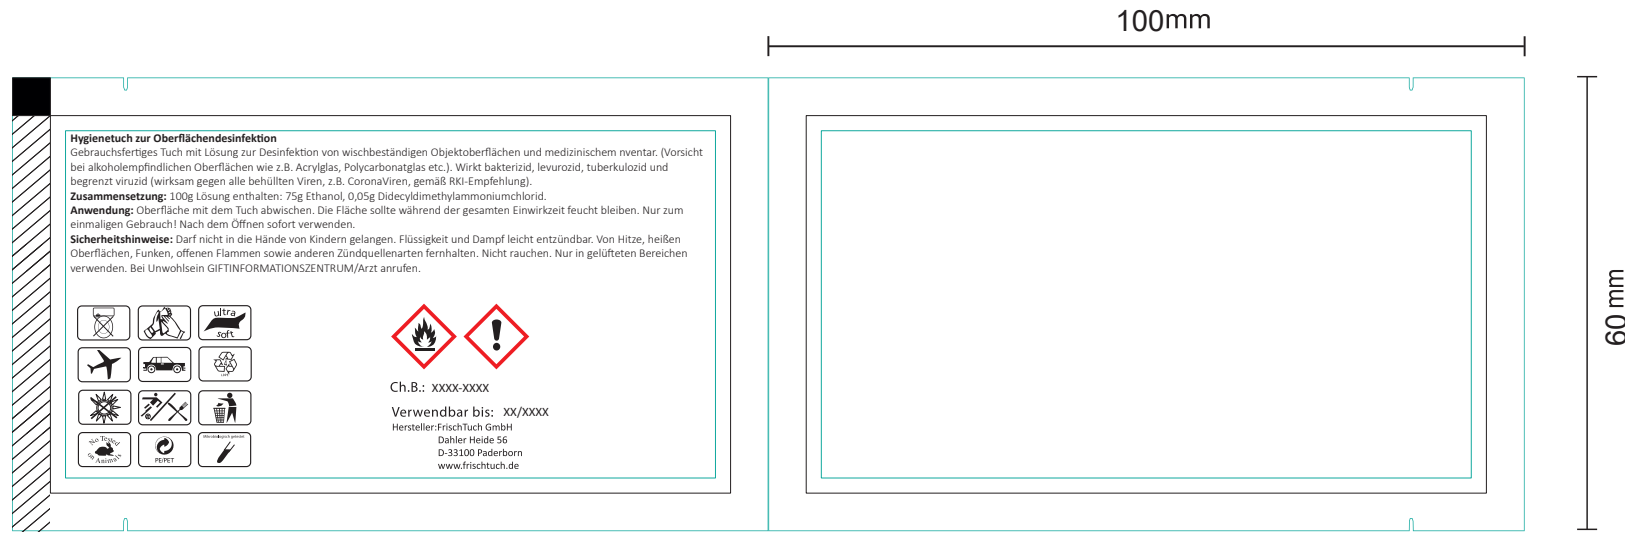 100mm
Hygienetuch zur Oberflächendesinfektion
Gebrauchsfertiges Tuch mit Lösung zur Desinfektion von wischbeständigen Objektoberflächen und medizinischem nventar. (Vorsicht
bei alkoholempfindlichen Oberflächen wie z.B. Acrylglas, Polycarbonatglas etc.). Wirkt bakterizid, levurozid, tuberkulozid und
begrenzt viruzid (wirksam gegen alle behüllten Viren, z.B. CoronaViren, gemäß RKI-Empfehlung).
Zusammensetzung: 100g Lösung enthalten: 75g Ethanol, 0,05g Didecyldimethylammoniumchlorid.
Anwendung: Oberfläche mit dem Tuch abwischen. Die Fläche sollte während der gesamten Einwirkzeit feucht bleiben. Nur zum
einmaligen Gebrauch! Nach dem Öffnen sofort verwenden.
Sicherheitshinweise: Darf nicht in die Hände von Kindern gelangen. Flüssigkeit und Dampf leicht entzündbar. Von Hitze, heißen
Oberflächen, Funken, offenen Flammen sowie anderen Zündquellenarten fernhalten. Nicht rauchen. Nur in gelüfteten Bereichen
verwenden. Bei Unwohlsein GIFTINFORMATIONSZENTRUM/Arzt anrufen.
ultra
soft
No Tested
on Animals
PE/PET
Ch.B.: XXXX-XXXX
Verwendbar bis: XX/XXXX
Hersteller:FrischTuch GmbH
Dahler Heide 56
D-33100 Paderborn
www.frischtuch.de
60 mm